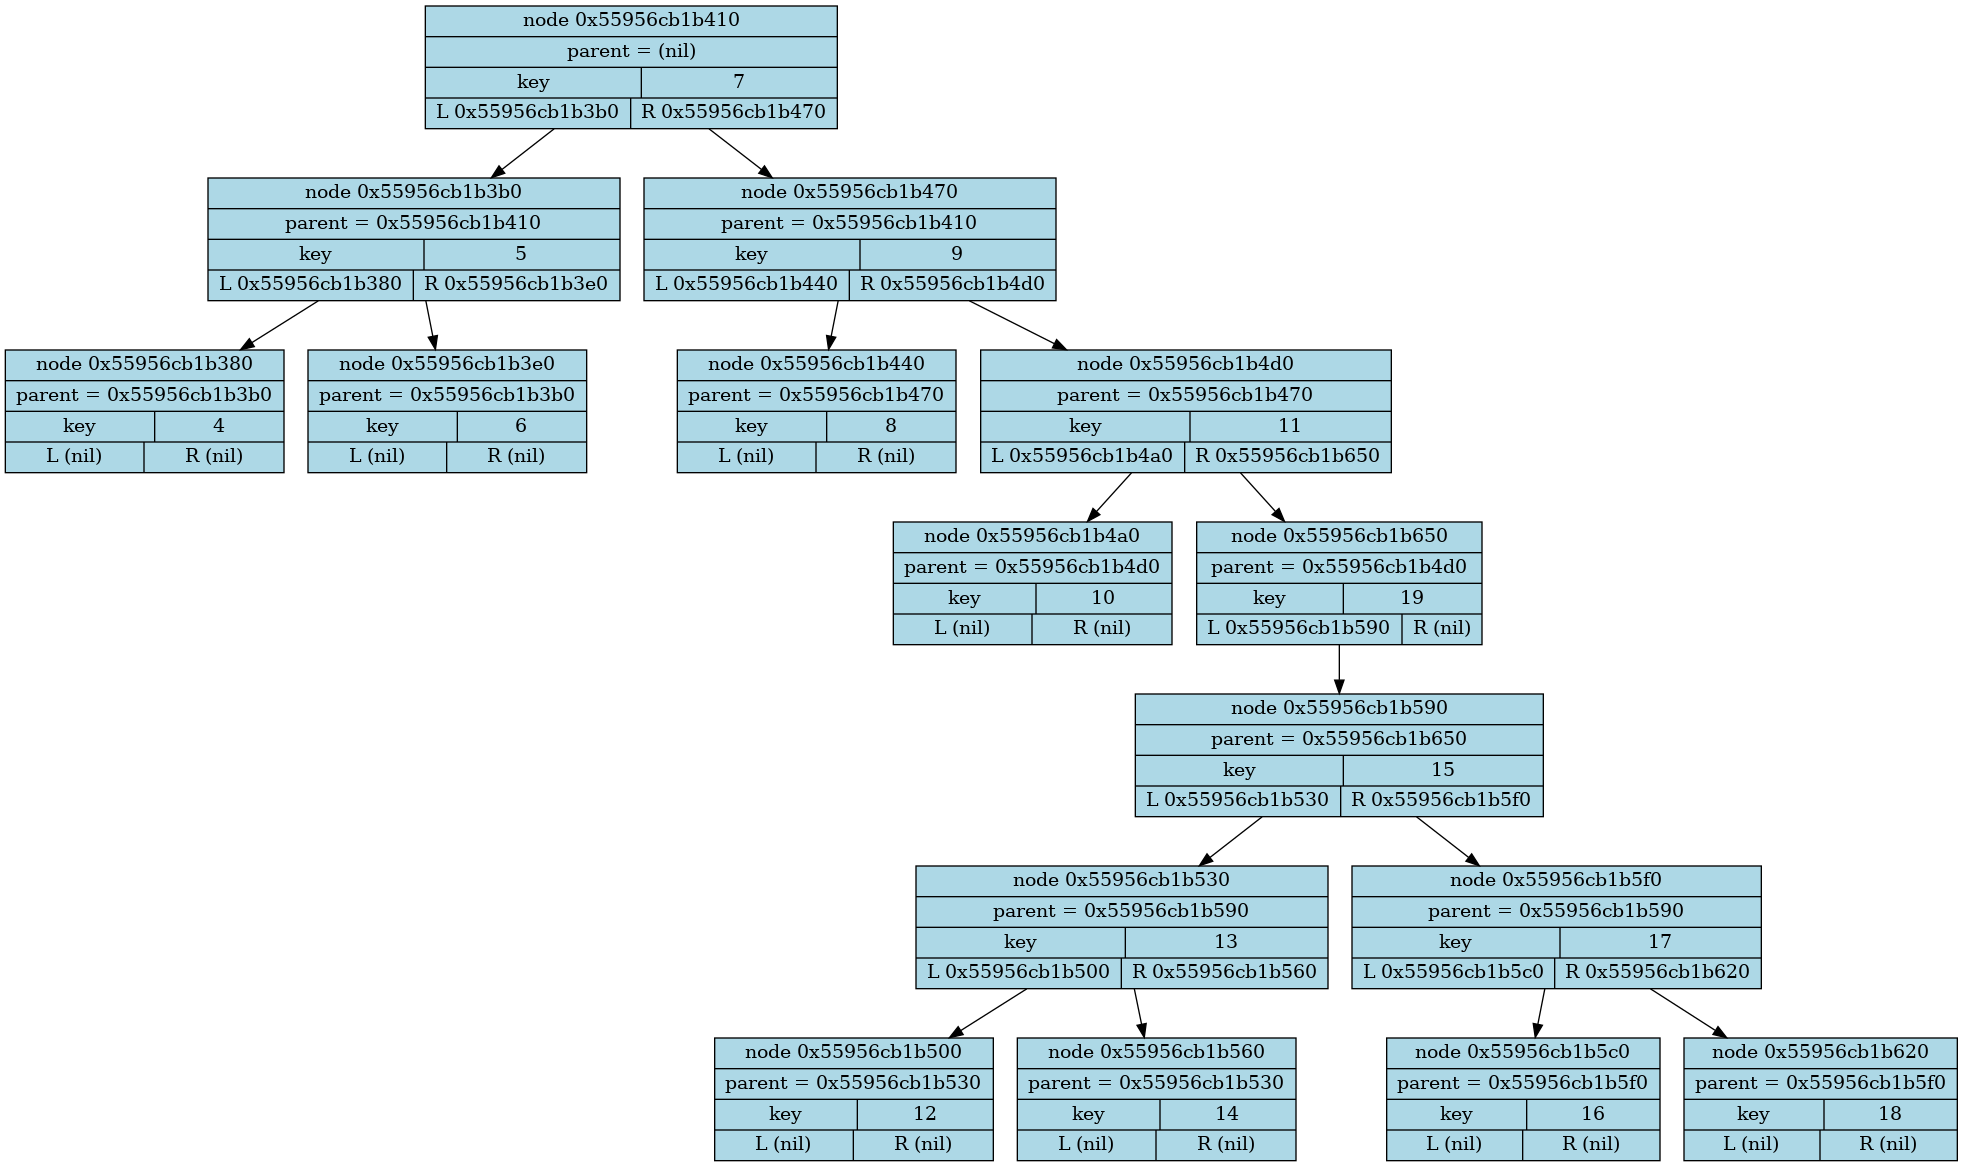 node 0x55956cb1b410
parent = (nil)
key 7
L 0x55956cb1b3b0 R 0x55956cb1b470
node 0x55956cb1b3b0
parent = 0x55956cb1b410
key 5
L 0x55956cb1b380 R 0x55956cb1b3e0
node 0x55956cb1b470
parent = 0x55956cb1b410
key 9
L 0x55956cb1b440 R 0x55956cb1b4d0
node 0x55956cb1b380
parent = 0x55956cb1b3b0
key 4
L (nil) R (nil)
node 0x55956cb1b3e0
parent = 0x55956cb1b3b0
key 6
L (nil) R (nil)
node 0x55956cb1b440
parent = 0x55956cb1b470
key 8
L (nil) R (nil)
node 0x55956cb1b4d0
parent = 0x55956cb1b470
key 11
L 0x55956cb1b4a0 R 0x55956cb1b650
node 0x55956cb1b4a0
parent = 0x55956cb1b4d0
key 10
L (nil) R (nil)
node 0x55956cb1b650
parent = 0x55956cb1b4d0
key 19
L 0x55956cb1b590 R (nil)
node 0x55956cb1b590
parent = 0x55956cb1b650
key 15
L 0x55956cb1b530 R 0x55956cb1b5f0
node 0x55956cb1b530
parent = 0x55956cb1b590
key 13
L 0x55956cb1b500 R 0x55956cb1b560
node 0x55956cb1b5f0
parent = 0x55956cb1b590
key 17
L 0x55956cb1b5c0 R 0x55956cb1b620
node 0x55956cb1b500
parent = 0x55956cb1b530
key 12
L (nil) R (nil)
node 0x55956cb1b560
parent = 0x55956cb1b530
key 14
L (nil) R (nil)
node 0x55956cb1b5c0
parent = 0x55956cb1b5f0
key 16
L (nil) R (nil)
node 0x55956cb1b620
parent = 0x55956cb1b5f0
key 18
L (nil) R (nil)